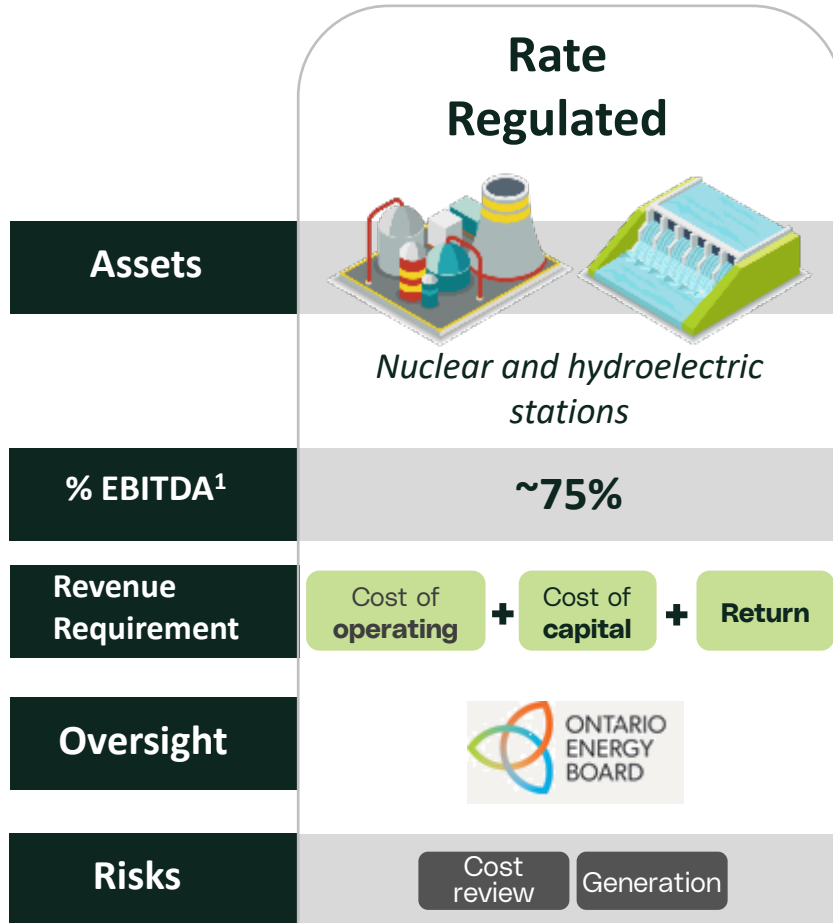 Rate
Regulated
Assets
Nuclear and hydroelectric
stations
% EBITDA¹
~75%
Revenue
Requirement
Cost of
operating
+
Cost of
capital
+
Return
Oversight
ONTARIO
ENERGY
BOARD
Risks
Cost
review
Generation